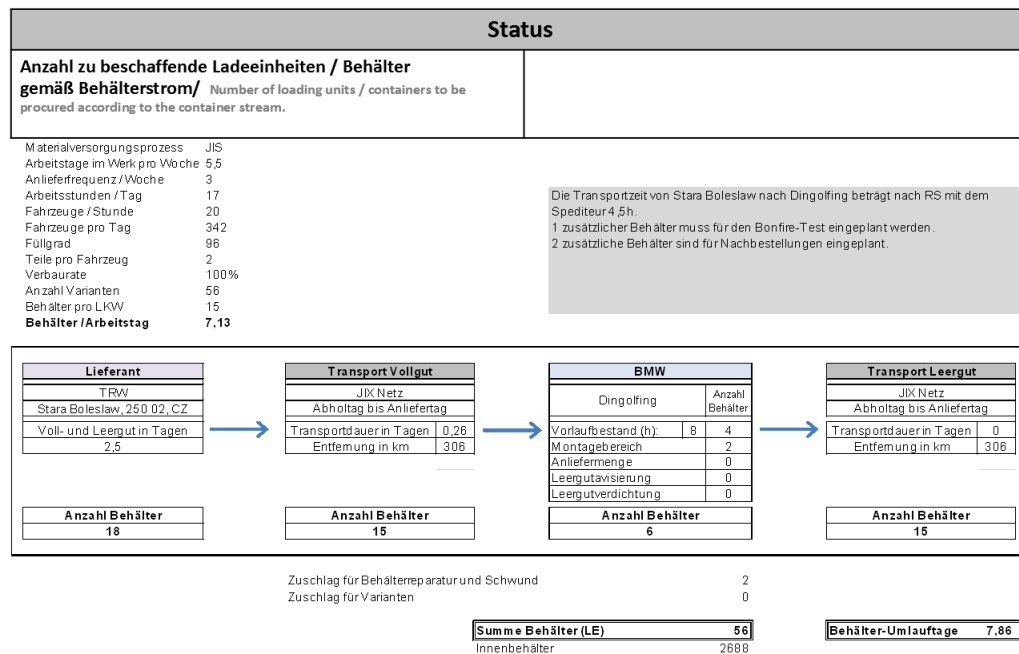 Status
Anzahl zu beschaffende Ladeeinheiten / Behälter
gemäß Behälterstrom/ Number of loading units / containers to be
procured according to the container stream.
Materialversorgungsprozess JIS
Arbeitstage im Werk pro Woche 5,5
Anlieferfrequenz / Woche 3
Arbeitsstunden / Tag 17
Fahrzeuge / Stunde 20
Fahrzeuge pro Tag 342
Füllgrad 96
Teile pro Fahrzeug 2
Verbaurate 100%
Anzahl Varianten 56
Behälter pro LKW 15
Behälter / Arbeitstag 7,13
Die Transportzeit von Stara Boleslaw nach Dingolfing beträgt nach RS mit dem
Spediteur 4,5h.
1 zusätzlicher Behälter muss für den Bonfire-Test eingeplant werden.
2 zusätzliche Behälter sind für Nachbestellungen eingeplant.
Lieferant
TRW
Stara Boleslaw, 250 02, CZ
Voll- und Leergut in Tagen
2,5
Anzahl Behälter
18
Transport Vollgut
JIX Netz
Abholtag bis Anliefertag
Transportdauer in Tagen 0,26
Entfernung in km 306
Anzahl Behälter
15
BMW
Dingolfing Anzahl Behälter
Vorlaufbestand (h): 8 4
Montagebereich 2
Anliefermenge 0
Leergutavisierung 0
Leergutverdichtung 0
Anzahl Behälter
6
Transport Leergut
JIX Netz
Abholtag bis Anliefertag
Transportdauer in Tagen 0
Entfernung in km 306
Anzahl Behälter
15
Zuschlag für Behälterreparatur und Schwund 2
Zuschlag für Varianten 0
Summe Behälter (LE) 56
Innenbehälter 2688
Behälter-Umlauftage 7,86